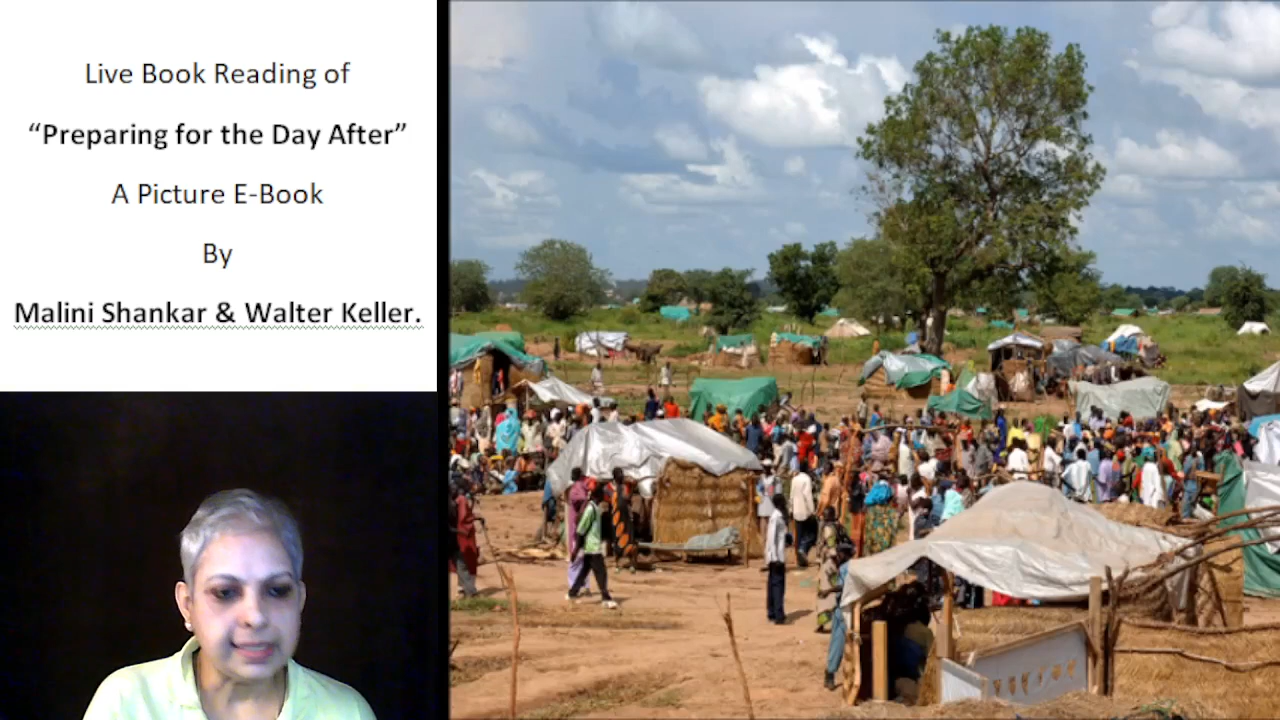 Live Book Reading of
“Preparing for the Day After”
A Picture E-Book
By
Malini Shankar & Walter Keller.